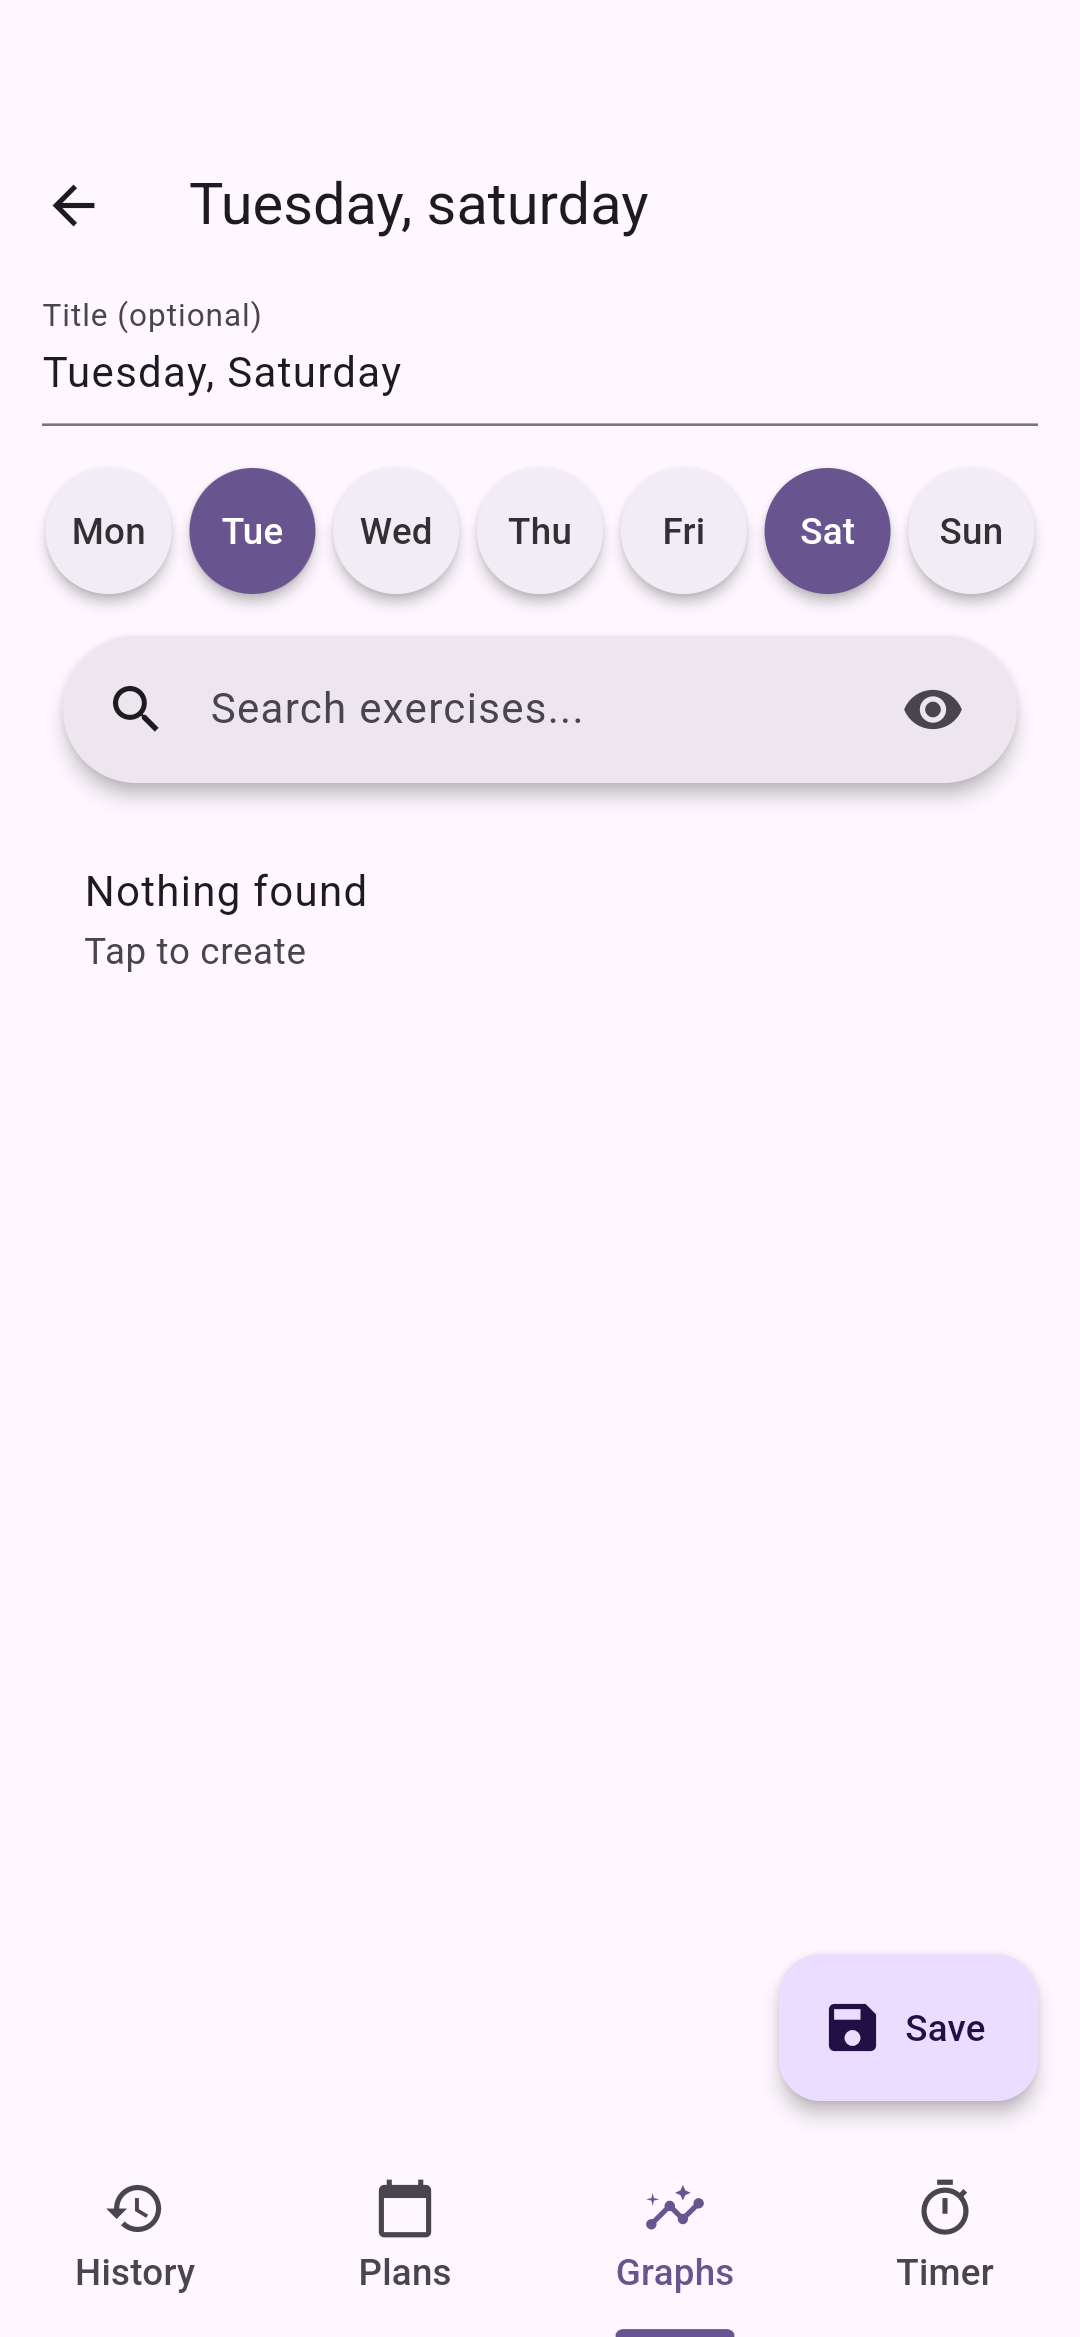 Tuesday, saturday
Title (optional)
Tuesday, Saturday
Mon Tue Wed Thu Fri Sat Sun
Search exercises...
Nothing found
Tap to create
Save
History Plans Graphs Timer